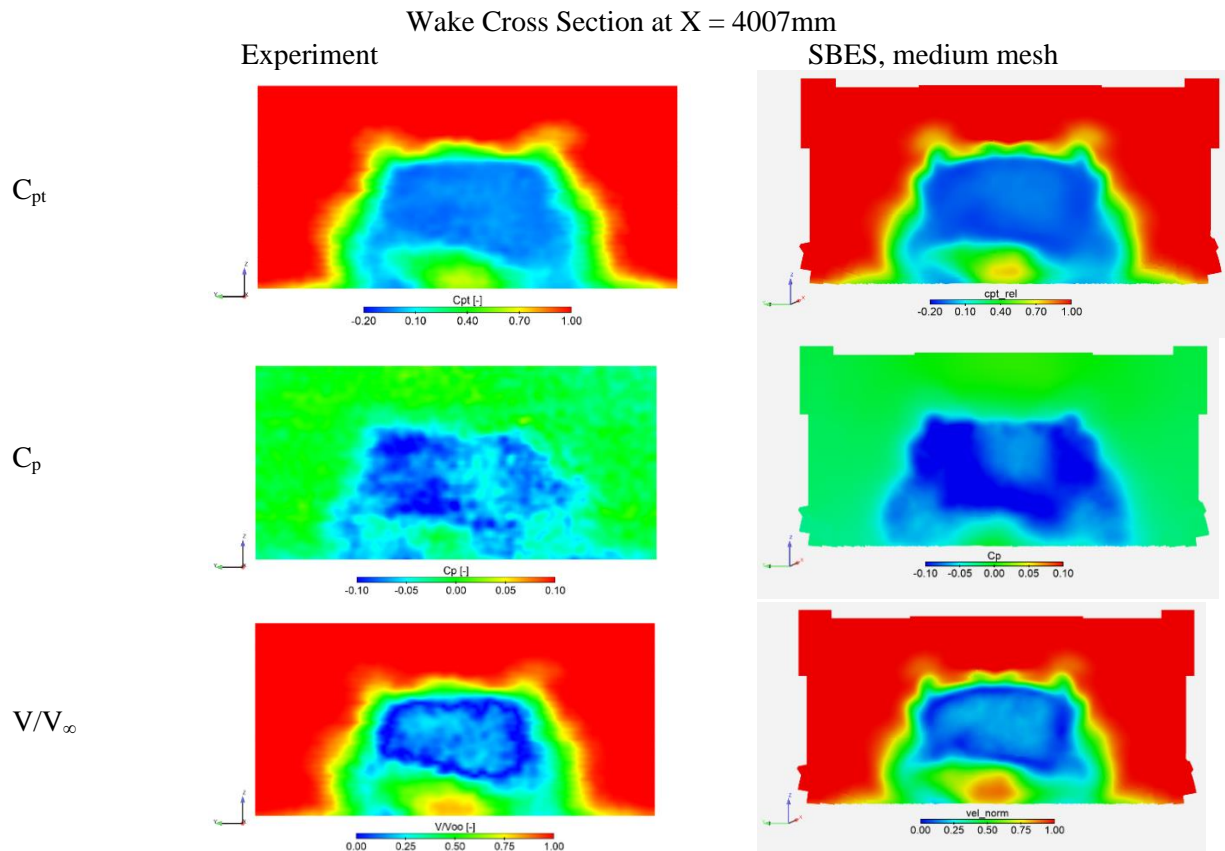 Wake Cross Section at X = 4007mm
Experiment SBES, medium mesh
Cpt
Cpt [-]
-0.20 0.10 0.40 0.70 1.00
cpt_rel
-0.20 0.10 0.40 0.70 1.00
Cp
Cp [-]
-0.10 -0.05 0.00 0.05 0.10
Cp
-0.10 -0.05 0.00 0.05 0.10
V/V∞
V/Voo [-]
0.00 0.25 0.50 0.75 1.00
vel_norm
0.00 0.25 0.50 0.75 1.00